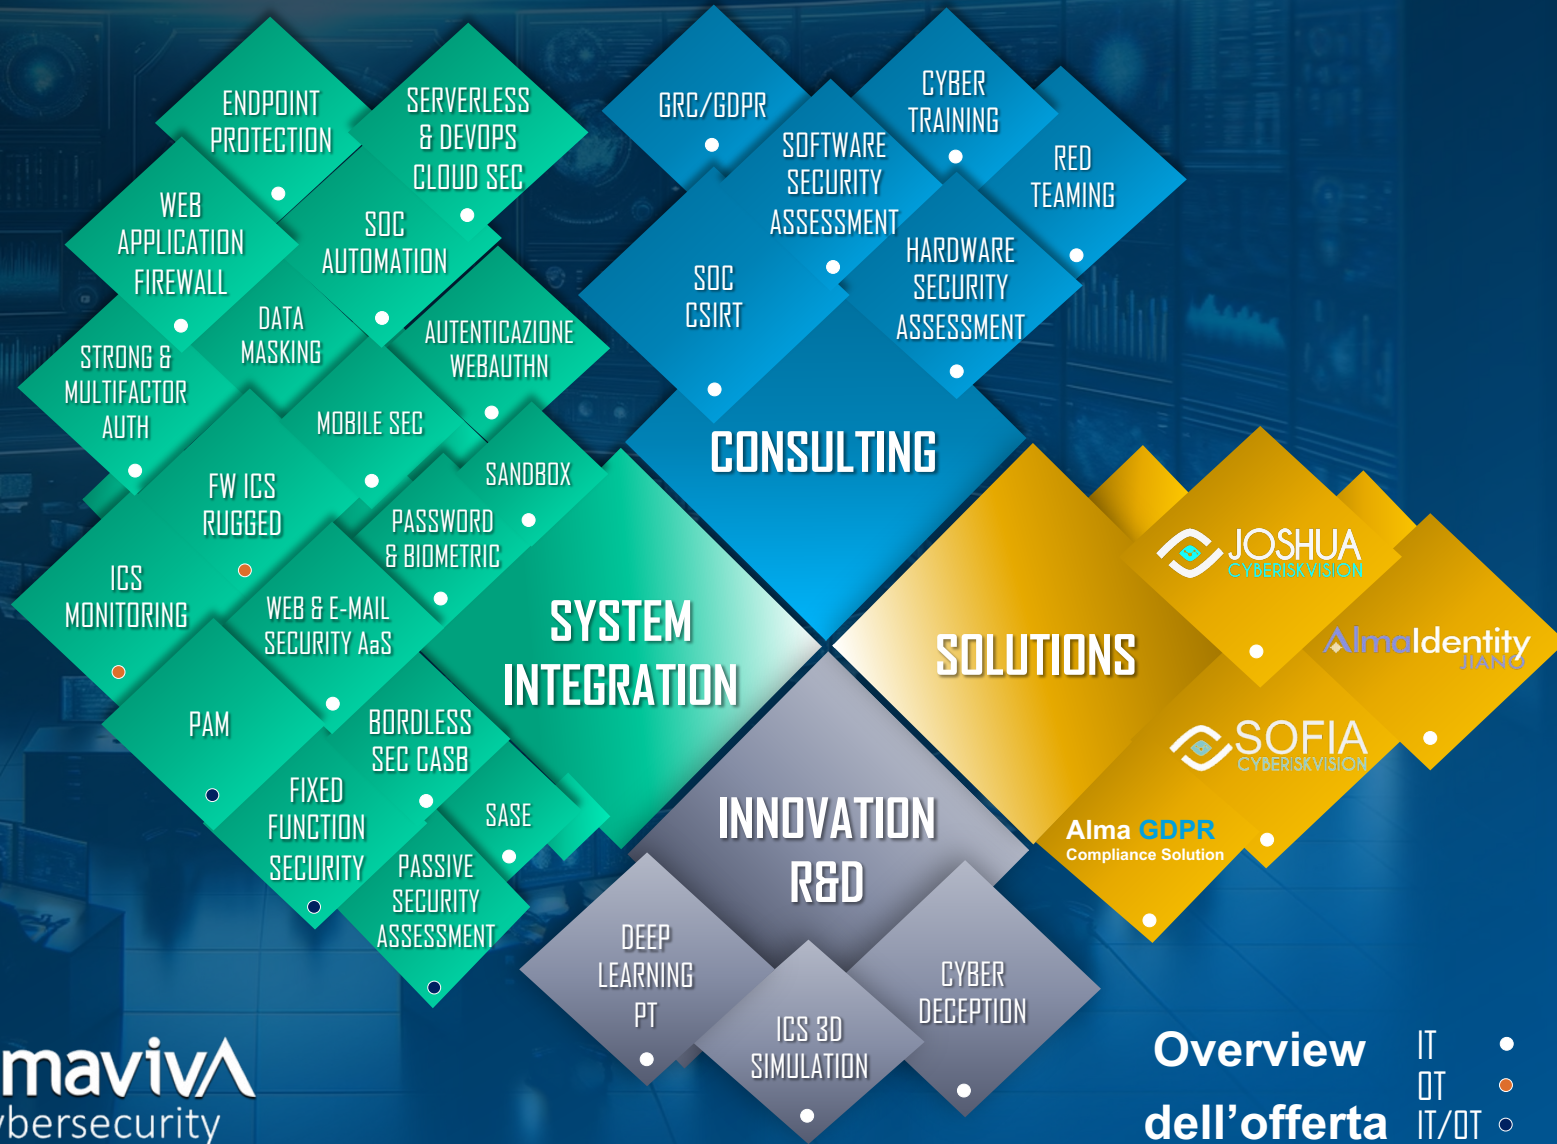 ENDPOINT
PROTECTION
SERVERLESS
& DEVOPS
CLOUD SEC
WEB
APPLICATION
FIREWALL
SOC
AUTOMATION
DATA
MASKING
AUTENTICAZIONE
WEBAUTHN
STRONG &
MULTIFACTOR
AUTH
MOBILE SEC
SANDBOX
FW ICS
RUGGED
PASSWORD
& BIOMETRIC
ICS
MONITORING
WEB & E-MAIL
SECURITY AaS
PAM
BORDLESS
SEC CASB
FIXED
FUNCTION
SECURITY
SASE
PASSIVE
SECURITY
ASSESSMENT
SYSTEM
INTEGRATION
GRC/GDPR
CYBER
TRAINING
SOFTWARE
SECURITY
ASSESSMENT
RED
TEAMING
SOC
CSIRT
HARDWARE
SECURITY
ASSESSMENT
CONSULTING
SOLUTIONS
JOSHUA
CYBERISKVISION
AlmaIdentity
JIANO
SOFIA
CYBERISKVISION
Alma GDPR
Compliance Solution
INNOVATION
R&D
DEEP
LEARNING
PT
ICS 3D
SIMULATION
CYBER
DECEPTION
maviva
ybersecurity
Overview
dell’offerta
IT
OT
IT/OT